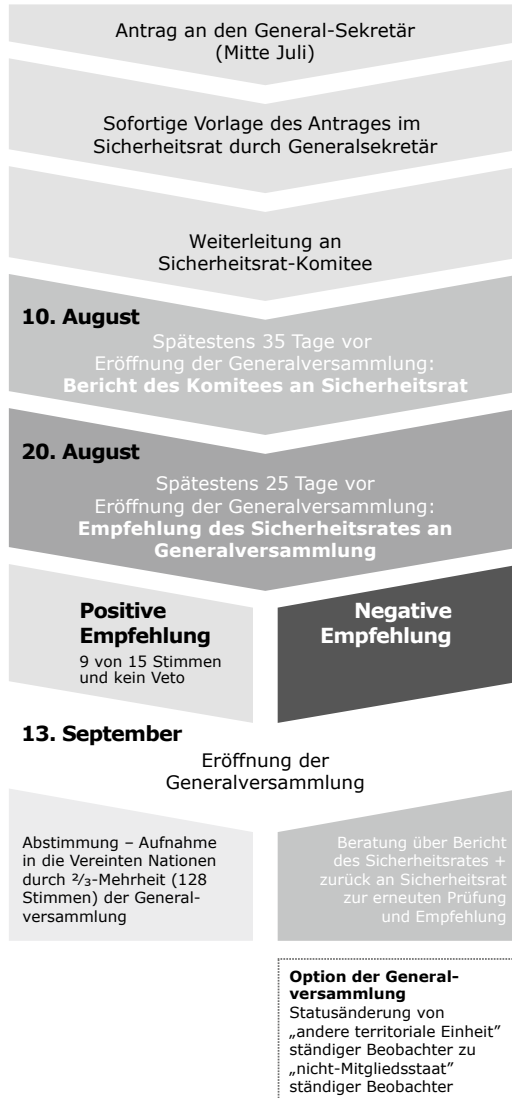 Antrag an den General-Sekretär
(Mitte Juli)
Sofortige Vorlage des Antrages im
Sicherheitsrat durch Generalsekretär
Weiterleitung an
Sicherheitsrat-Komitee
10. August
Spätestens 35 Tage vor
Eröffnung der Generalversammlung:
Bericht des Komitees an Sicherheitsrat
20. August
Spätestens 25 Tage vor
Eröffnung der Generalversammlung:
Empfehlung des Sicherheitsrates an
Generalversammlung
Positive
Empfehlung
9 von 15 Stimmen
und kein Veto
Negative
Empfehlung
13. September
Eröffnung der
Generalversammlung
Abstimmung – Aufnahme
in die Vereinten Nationen
durch ²/₃-Mehrheit (128
Stimmen) der General-
versammlung
Beratung über Bericht
des Sicherheitsrates +
zurück an Sicherheitsrat
zur erneuten Prüfung
und Empfehlung
Option der General-
versammlung
Statusänderung von
„andere territoriale Einheit”
ständiger Beobachter zu
„nicht-Mitgliedsstaat”
ständiger Beobachter